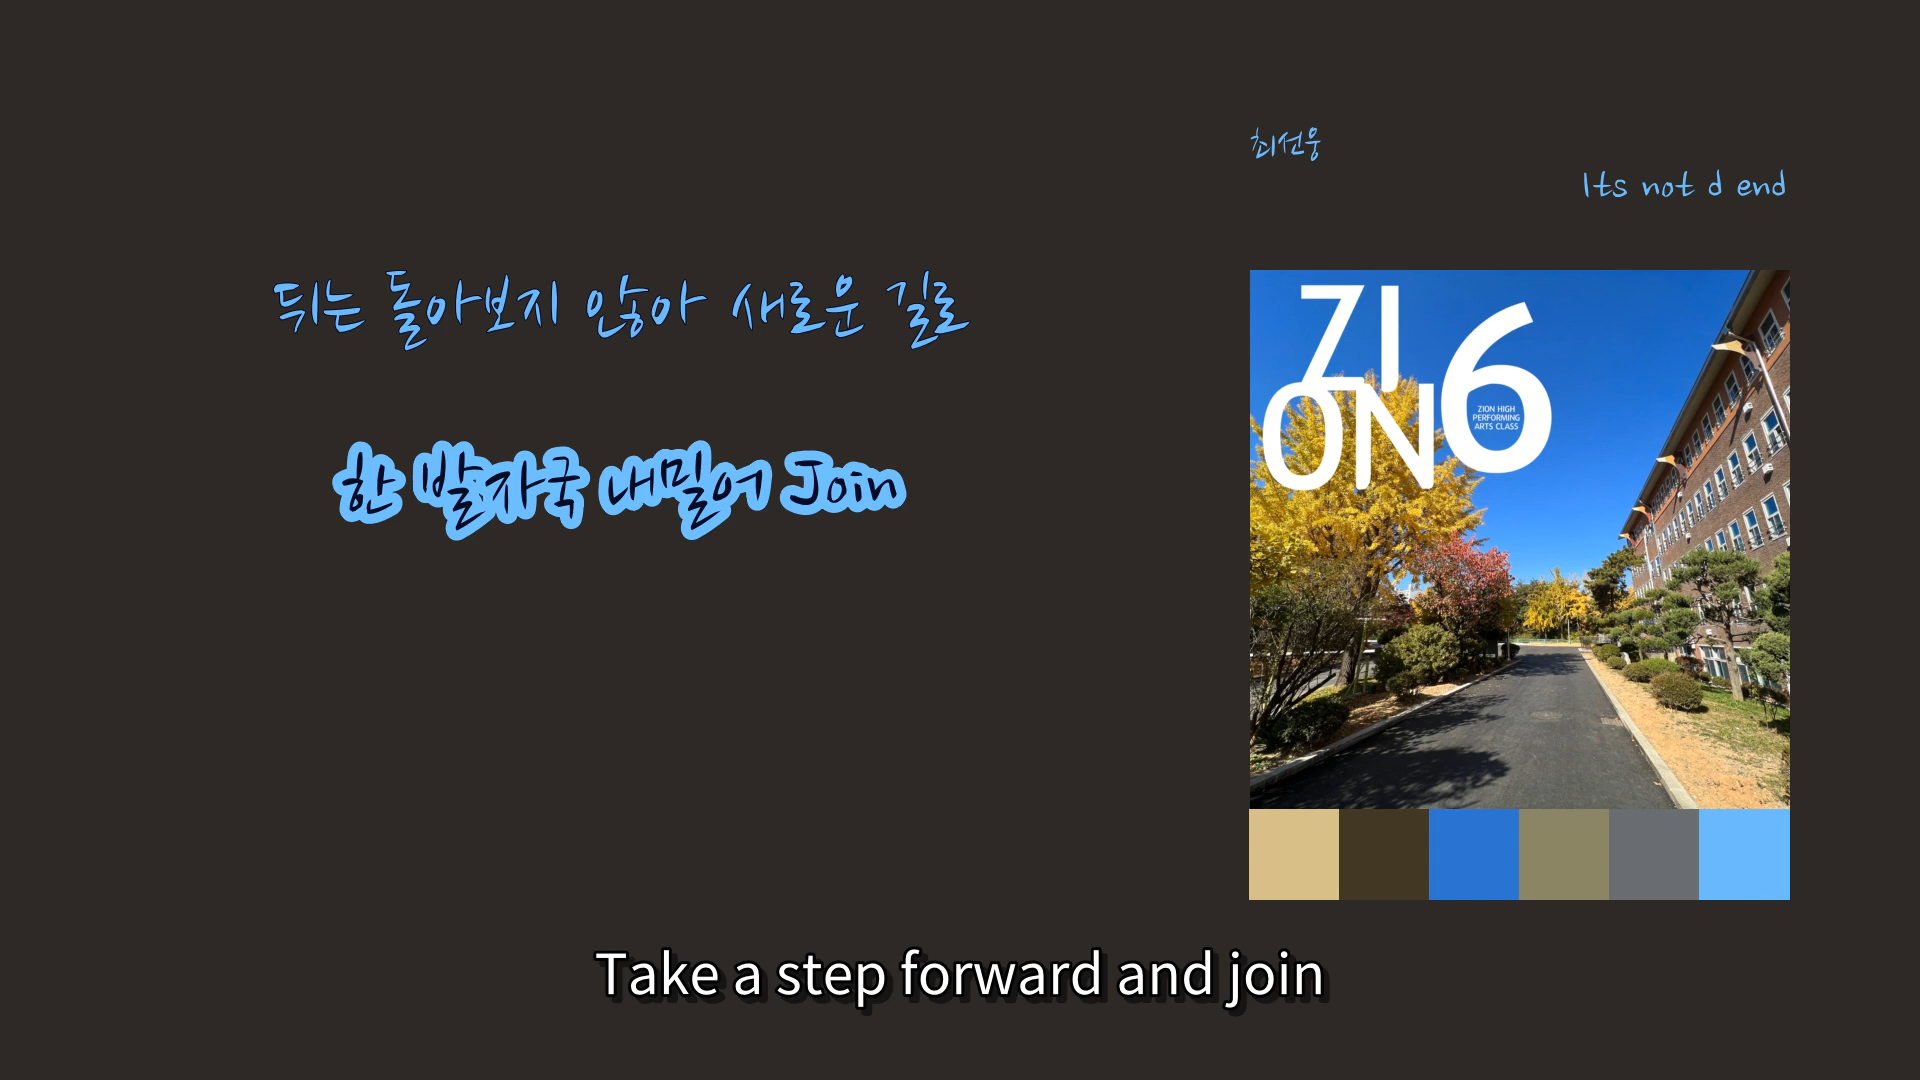 최선웅
Its not d end
뒤는 돌아보지 않아 새로운 길로
한 발자국 내밀어 Join
ZI
ON6
ZION HIGH
PERFORMING
ARTS CLASS
Take a step forward and join